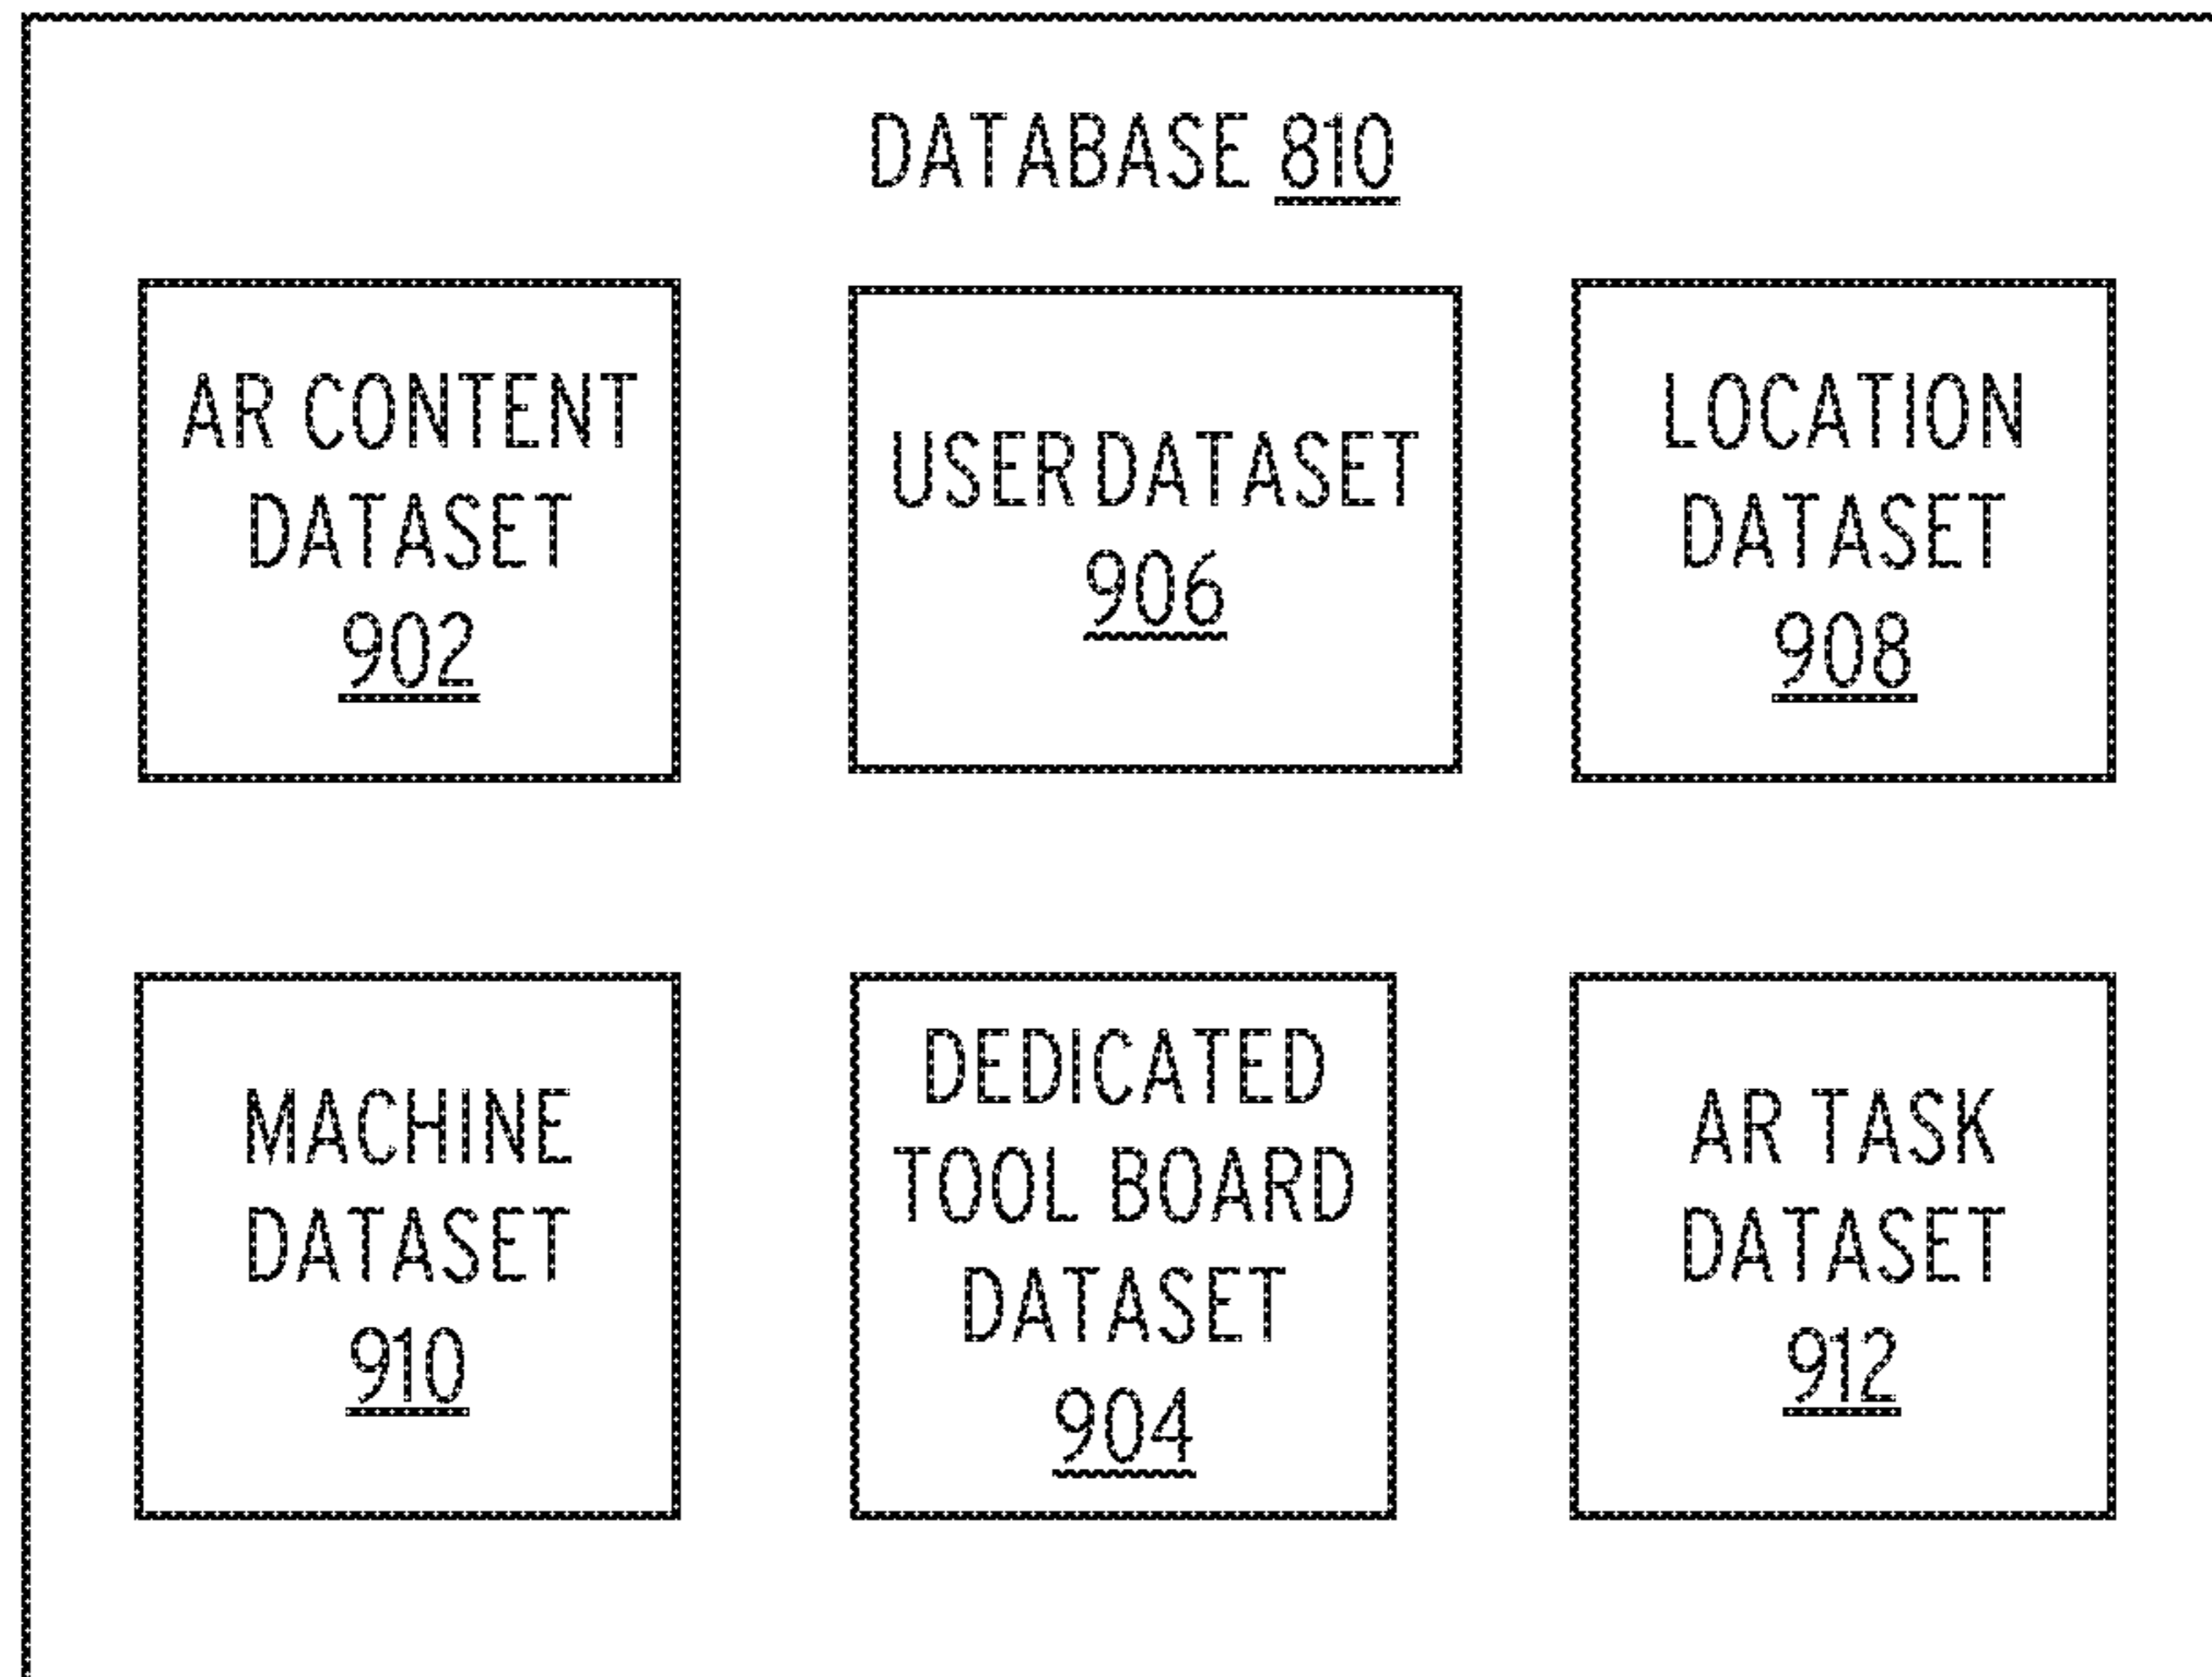 DATABASE 810
AR CONTENT
DATASET
902
USER DATASET
906
LOCATION
DATASET
908
MACHINE
DATASET
910
DEDICATED
TOOL BOARD
DATASET
904
AR TASK
DATASET
912